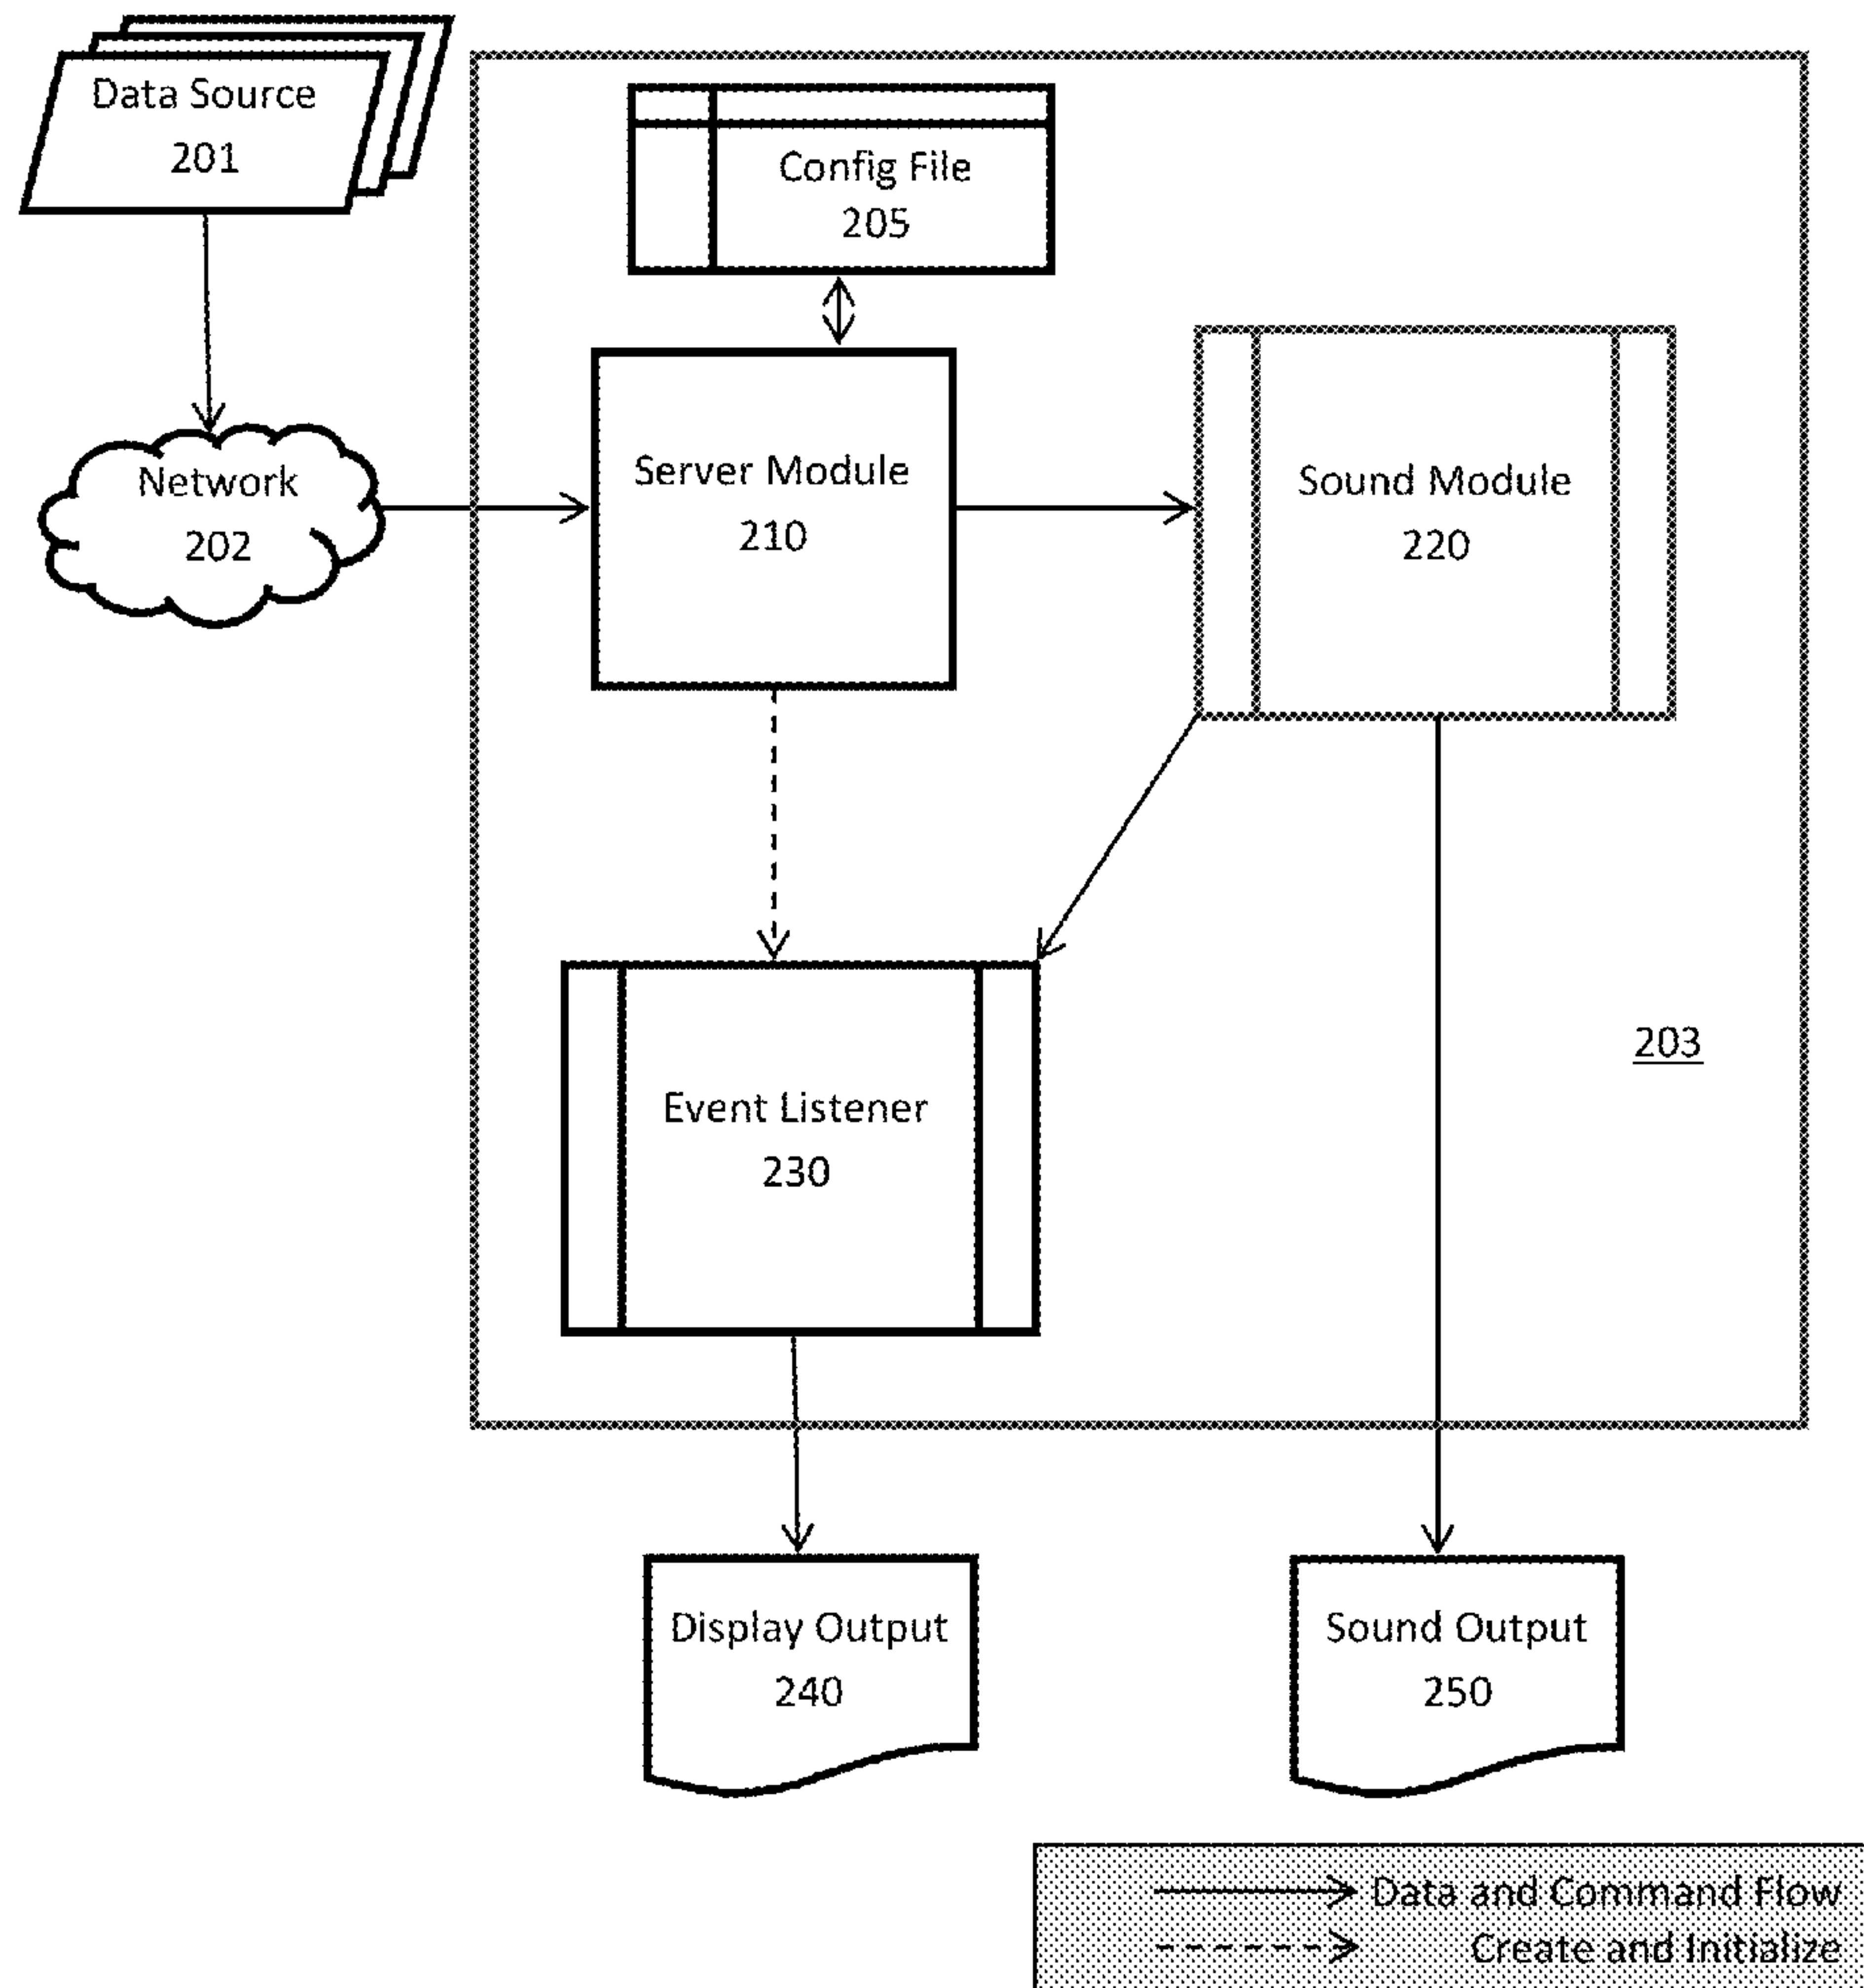 Data Source
201
Config File
205
Network
202
Server Module
210
Sound Module
220
203
Event Listener
230
Display Output
240
Sound Output
250
Data and Command Flow
Create and Initialize